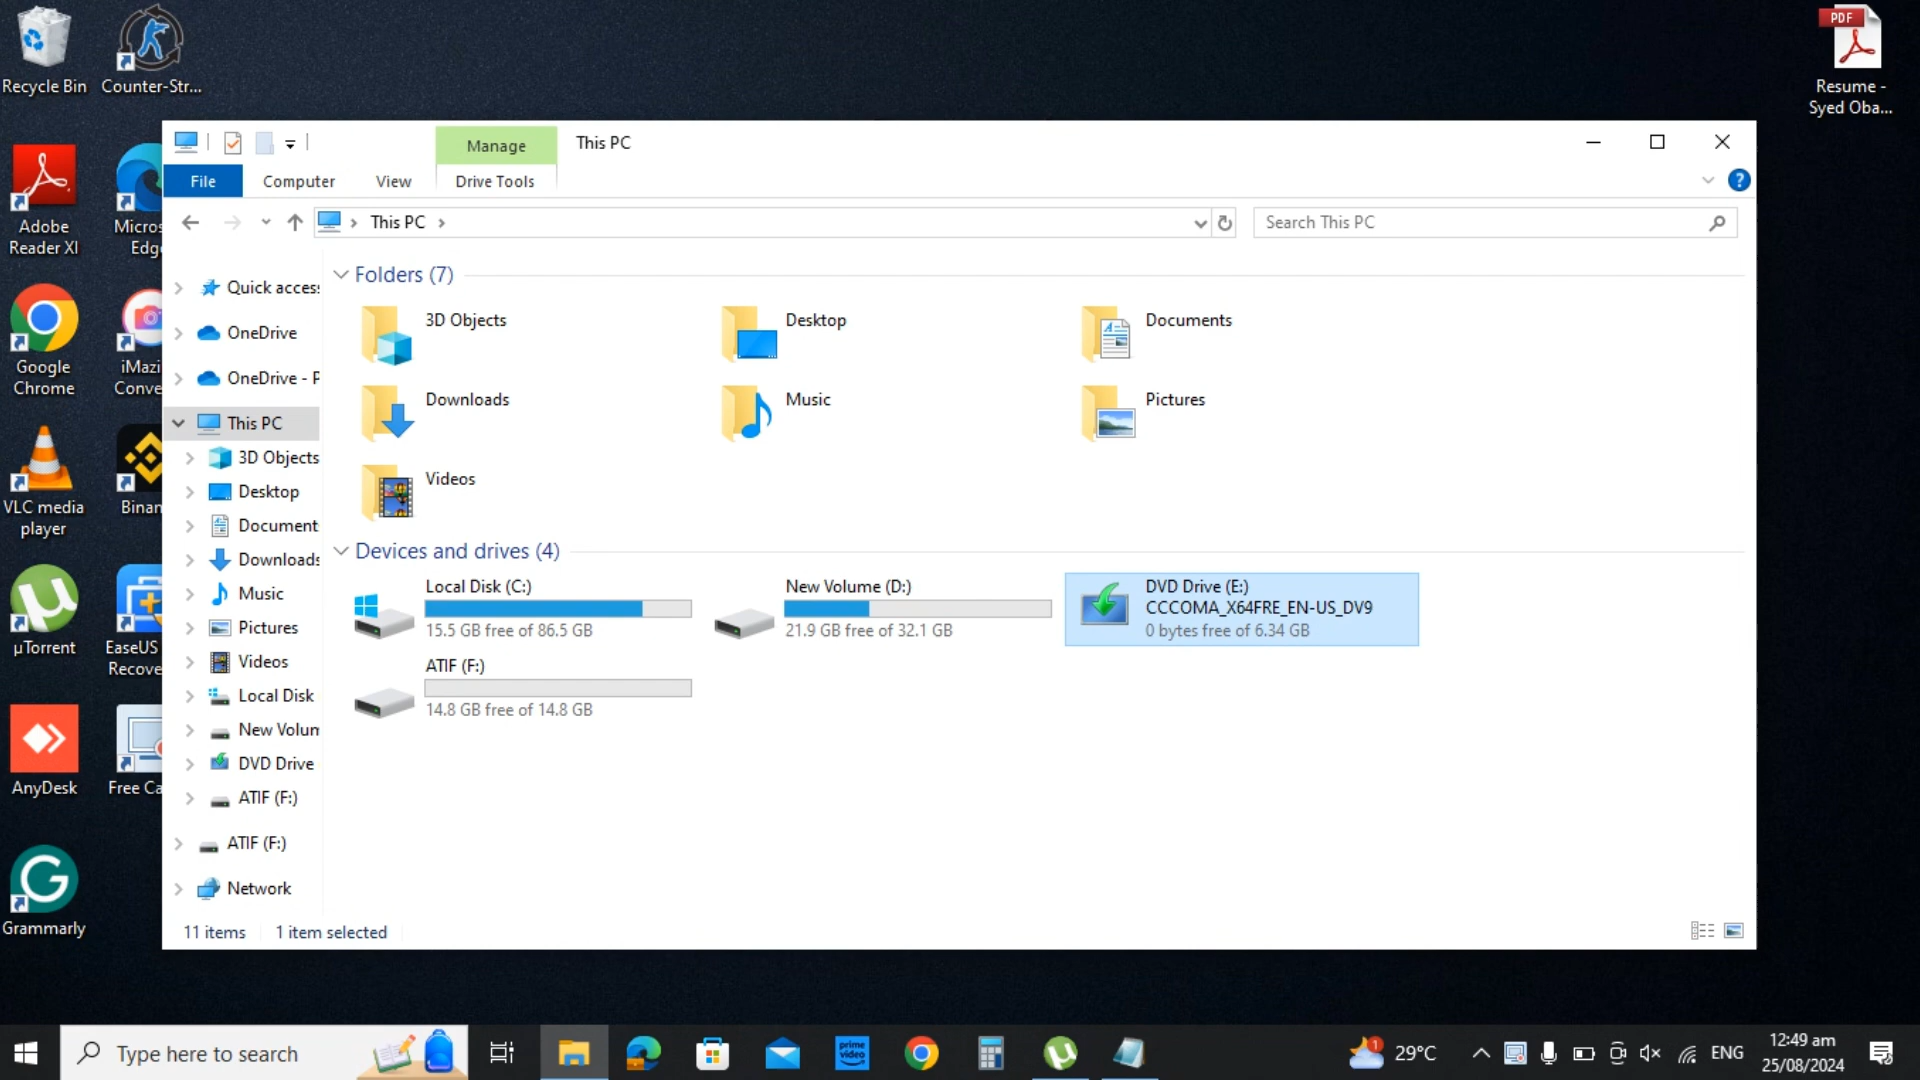 Recycle Bin
Counter-Str...
PDF
Resume -
Syed Oba...
Manage
This PC
File
Computer
View
Drive Tools
This PC
Search This PC
Adobe
Reader XI
Micros
Edg
Google
Chrome
iMazi
Conve
VLC media
player
Binan
µTorrent
EaseUS
Recove
AnyDesk
Free Ca
Grammarly
Quick access
OneDrive
OneDrive - P
This PC
3D Objects
Desktop
Document
Downloads
Music
Pictures
Videos
Local Disk
New Volum
DVD Drive
ATIF (F:)
ATIF (F:)
Network
Folders (7)
3D Objects
Desktop
Documents
Downloads
Music
Pictures
Videos
Devices and drives (4)
Local Disk (C:)
15.5 GB free of 86.5 GB
New Volume (D:)
21.9 GB free of 32.1 GB
DVD Drive (E:)
CCCOMA_X64FRE_EN-US_DV9
0 bytes free of 6.34 GB
ATIF (F:)
14.8 GB free of 14.8 GB
11 items
1 item selected
Type here to search
prime
video
1
29°C
ENG
12:49 am
25/08/2024